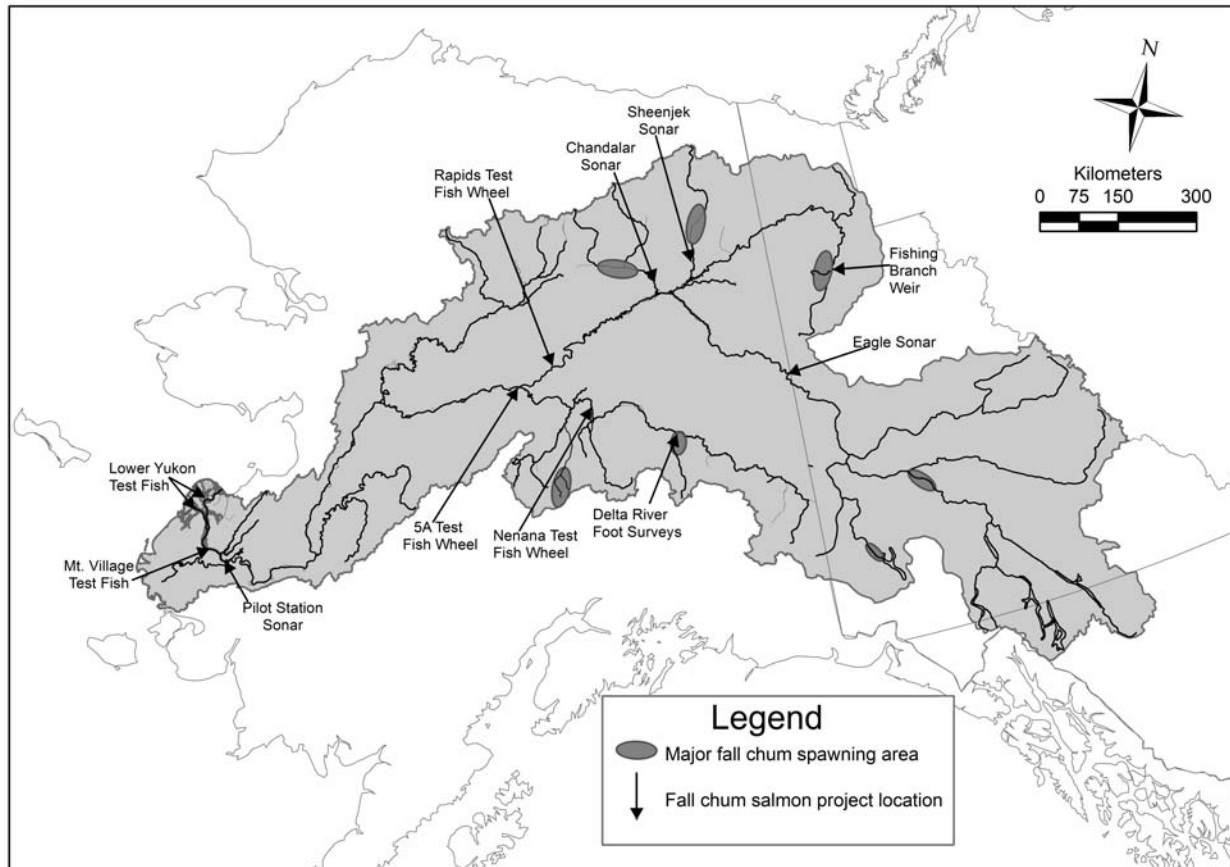 N
Kilometers
0 75 150 300
Sheenjek
Sonar
Chandalar
Sonar
Rapids Test
Fish Wheel
Fishing
Branch
Weir
Eagle Sonar
Lower Yukon
Test Fish
Mt. Village
Test Fish
Pilot Station
Sonar
5A Test
Fish Wheel
Nenana Test
Fish Wheel
Delta River
Foot Surveys
Legend
Major fall chum spawning area
Fall chum salmon project location